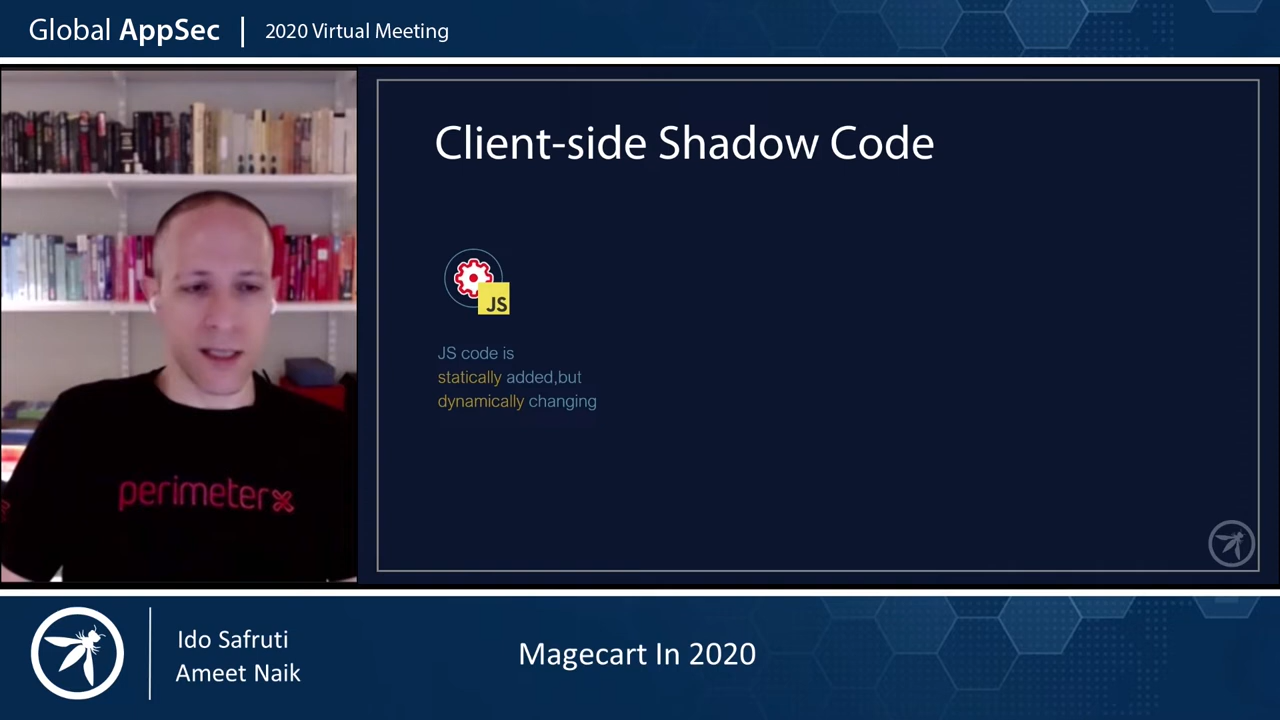 Global AppSec | 2020 Virtual Meeting
Client-side Shadow Code
JS
JS code is
statically added,but
dynamically changing
perimeterx
Ido Safruti
Ameet Naik
Magecart In 2020